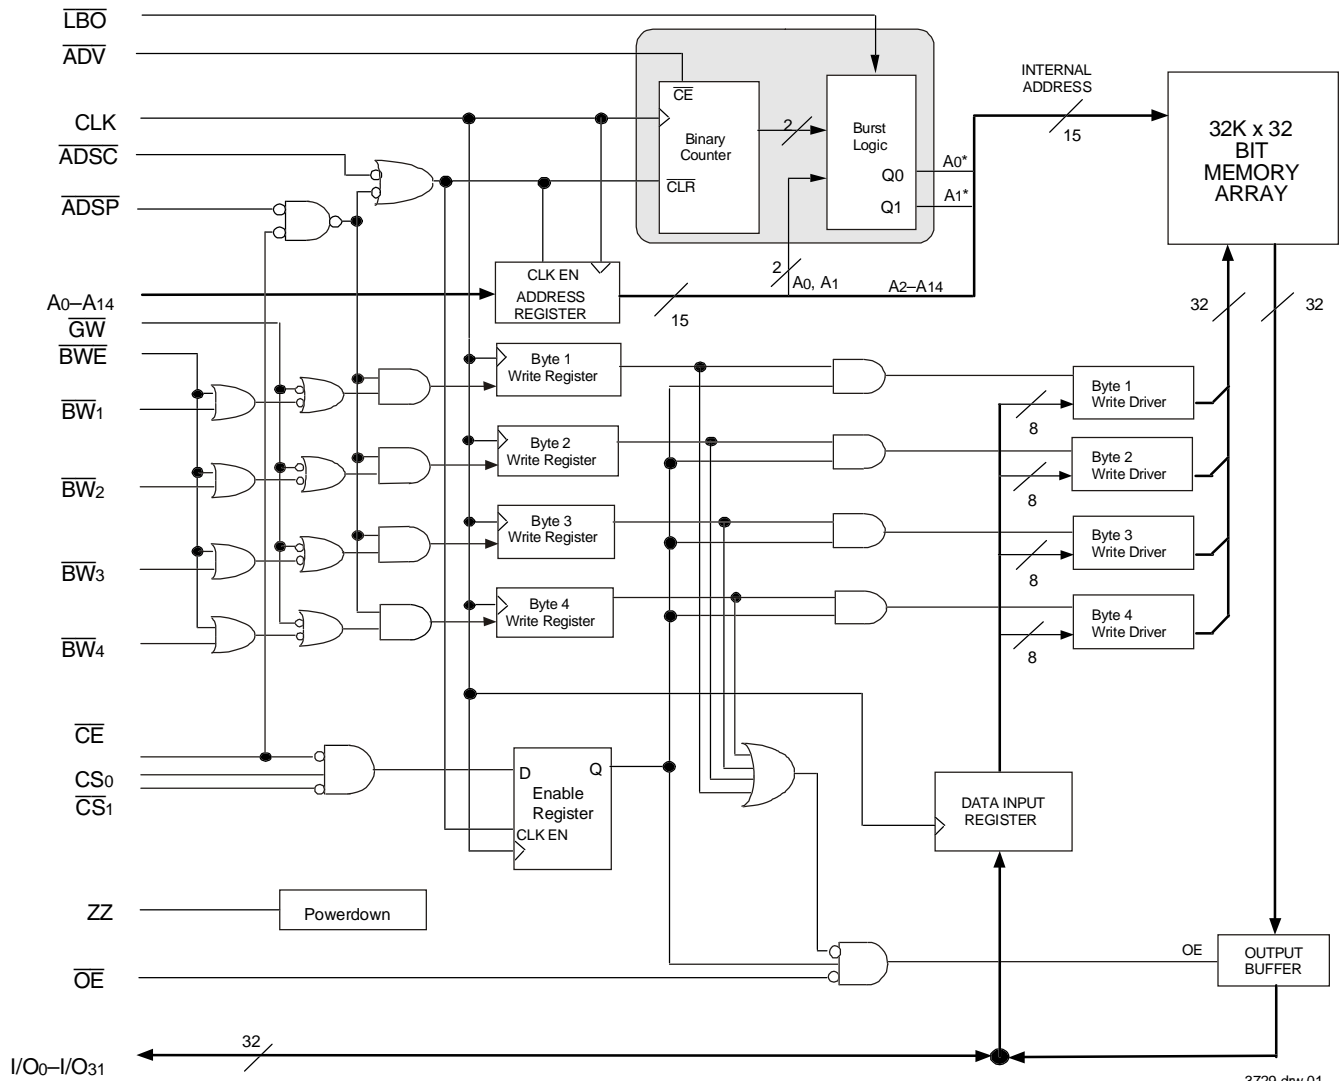 LBO
ADV
CLK
ADSC
ADSP
A0–A14
GW
BWE
BW1
BW2
BW3
BW4
CE
CS0
CS1
ZZ
OE
I/O0–I/O31
CE
Binary
Counter
CLR
2
Burst
Logic
Q0
Q1
A0*
A1*
INTERNAL
ADDRESS
15
32K x 32
BIT
MEMORY
ARRAY
CLK EN
ADDRESS
REGISTER
15
2
A0, A1
A2–A14
32
32
Byte 1
Write Register
Byte 2
Write Register
Byte 3
Write Register
Byte 4
Write Register
8
Byte 1
Write Driver
8
Byte 2
Write Driver
8
Byte 3
Write Driver
8
Byte 4
Write Driver
D
Q
Enable
Register
CLK EN
DATA INPUT
REGISTER
Powerdown
OE
OUTPUT
BUFFER
32
3729 drw 01